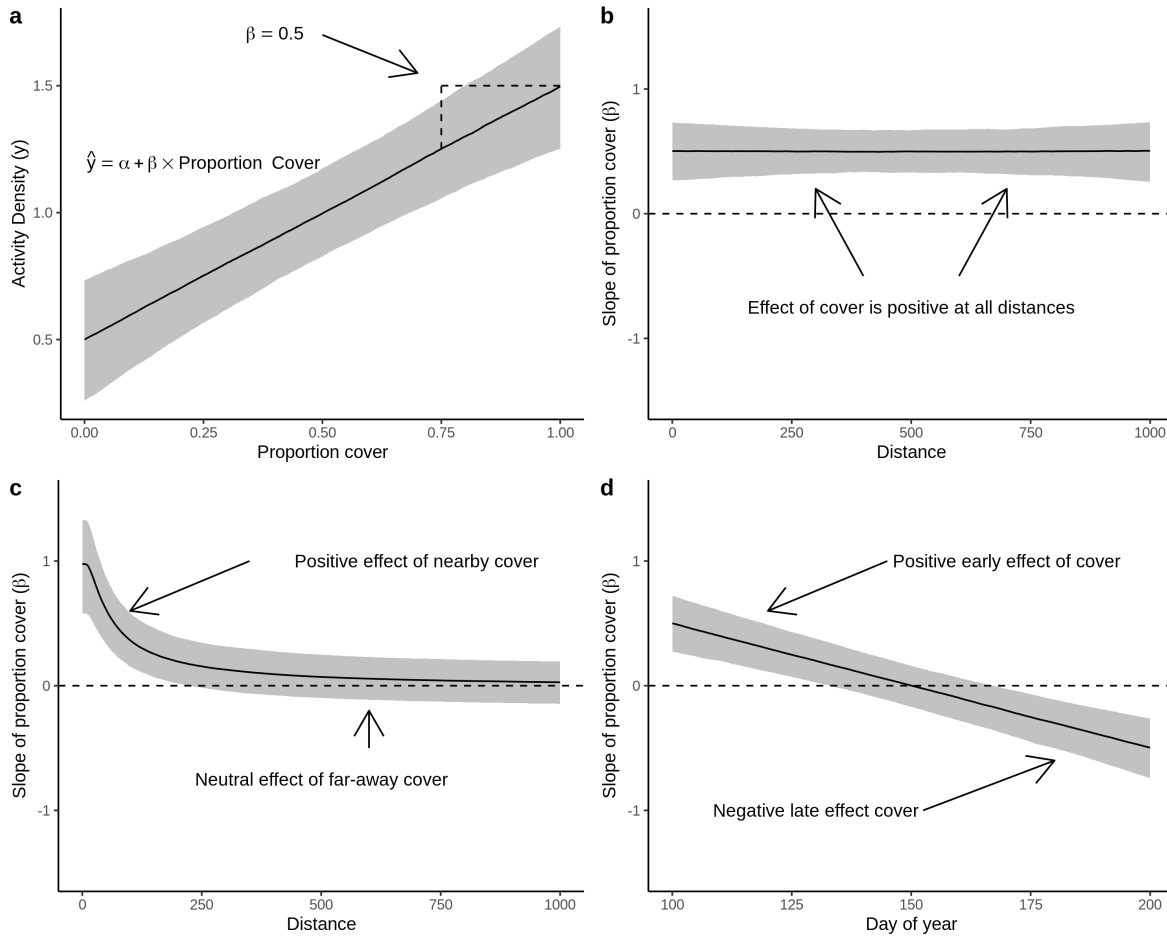 a
β = 0.5
ŷ = α + β × Proportion Cover
Activity Density (y)
1.5
1.0
0.5
0.00
0.25
0.50
0.75
1.00
Proportion cover
b
Slope of proportion cover (β)
1
0
-1
Effect of cover is positive at all distances
0
250
500
750
1000
Distance
c
Slope of proportion cover (β)
1
0
-1
Positive effect of nearby cover
Neutral effect of far-away cover
0
250
500
750
1000
Distance
d
Slope of proportion cover (β)
1
0
-1
Positive early effect of cover
Negative late effect cover
100
125
150
175
200
Day of year